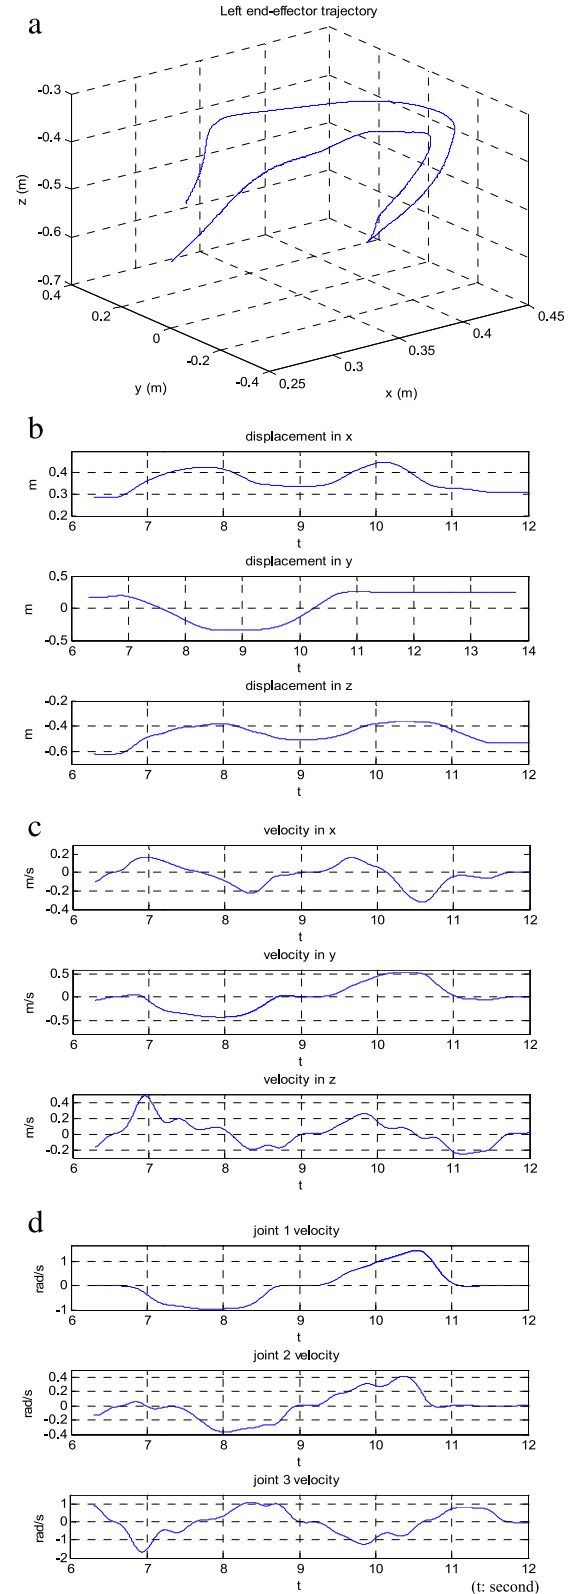 a
Left end-effector trajectory
-0.3
-0.4
-0.5
-0.6
-0.7
z (m)
0.4
0.2
0
-0.2
-0.4
y (m)
0.25
0.3
0.35
0.4
0.45
x (m)
b
displacement in x
0.4
0.3
0.2
m
6 7 8 9 10 11 12
t
displacement in y
0.5
0
-0.5
m
6 7 8 9 10 11 12 13 14
t
displacement in z
-0.2
-0.4
-0.6
m
6 7 8 9 10 11 12
t
c
velocity in x
0.2
0
-0.2
-0.4
m/s
6 7 8 9 10 11 12
t
velocity in y
0.5
0
-0.5
m/s
6 7 8 9 10 11 12
t
velocity in z
0.4
0.2
0
-0.2
m/s
6 7 8 9 10 11 12
t
d
joint 1 velocity
1
0
-1
rad/s
6 7 8 9 10 11 12
t
joint 2 velocity
0.4
0.2
0
-0.2
-0.4
rad/s
6 7 8 9 10 11 12
t
joint 3 velocity
1
0
-1
-2
rad/s
6 7 8 9 10 11 12
t
(t: second)